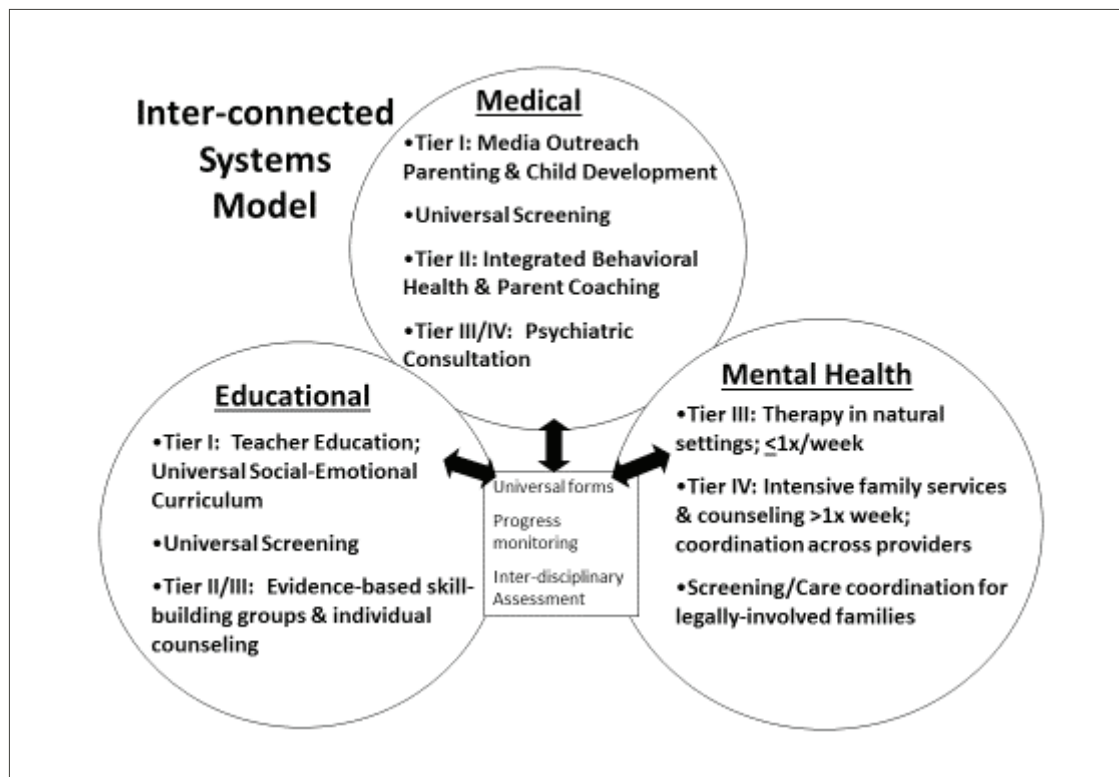 Inter-connected
Systems
Model
Medical
•Tier I: Media Outreach
Parenting & Child Development
•Universal Screening
•Tier II: Integrated Behavioral
Health & Parent Coaching
•Tier III/IV: Psychiatric
Consultation
Educational
•Tier I: Teacher Education;
Universal Social-Emotional
Curriculum
•Universal Screening
•Tier II/III: Evidence-based skill-
building groups & individual
counseling
Universal forms
Progress
monitoring
Inter-disciplinary
Assessment
Mental Health
•Tier III: Therapy in natural
settings; ≤1x/week
•Tier IV: Intensive family services
& counseling >1x week;
coordination across providers
•Screening/Care coordination for
legally-involved families